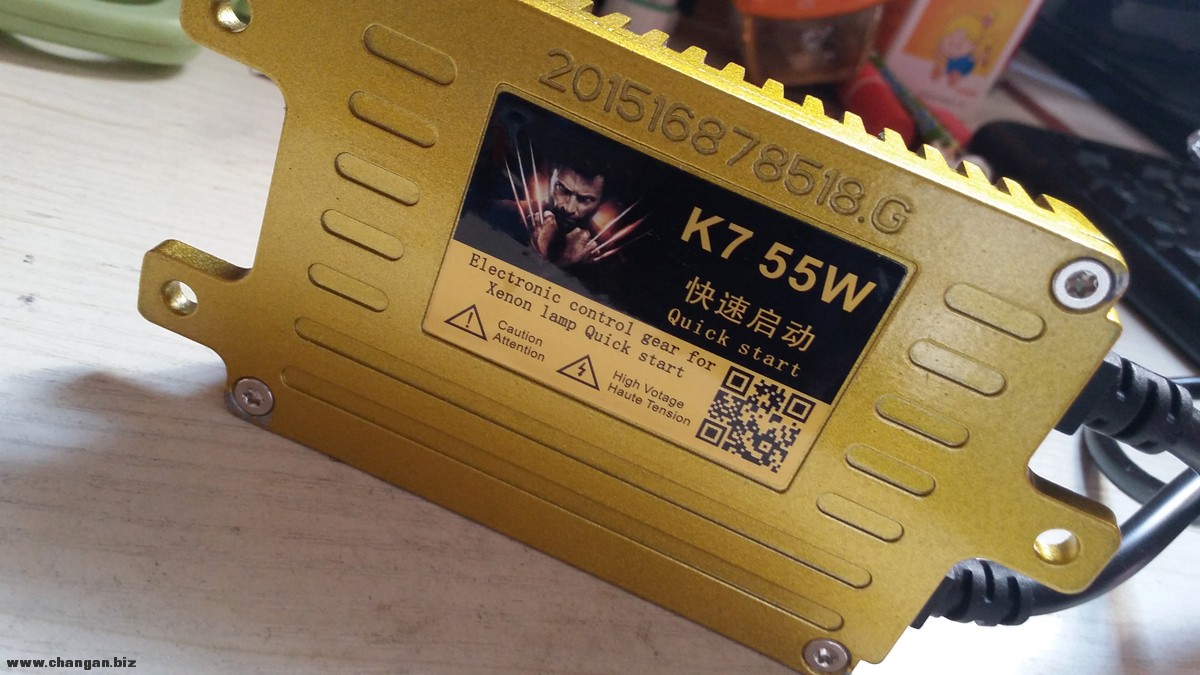 201516878518.G
K7 55W
快速启动
Quick start
Electronic control gear for
Xenon lamp Quick start
Caution
Attention
High Votage
Haute Tension
www.changan.biz